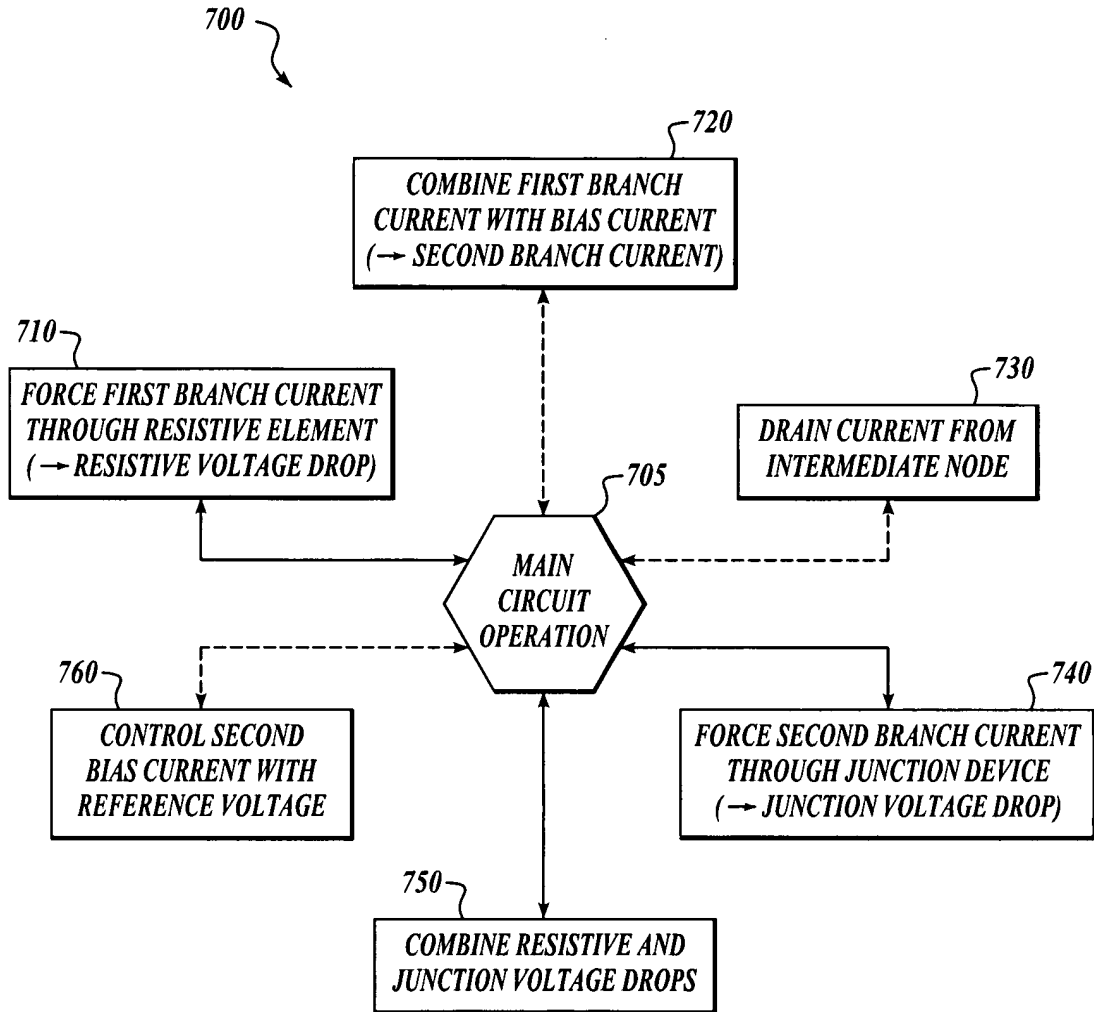 700
720
COMBINE FIRST BRANCH
CURRENT WITH BIAS CURRENT
(→ SECOND BRANCH CURRENT)
710
FORCE FIRST BRANCH CURRENT
THROUGH RESISTIVE ELEMENT
(→ RESISTIVE VOLTAGE DROP)
730
DRAIN CURRENT FROM
INTERMEDIATE NODE
705
MAIN
CIRCUIT
OPERATION
760
CONTROL SECOND
BIAS CURRENT WITH
REFERENCE VOLTAGE
740
FORCE SECOND BRANCH CURRENT
THROUGH JUNCTION DEVICE
(→ JUNCTION VOLTAGE DROP)
750
COMBINE RESISTIVE AND
JUNCTION VOLTAGE DROPS